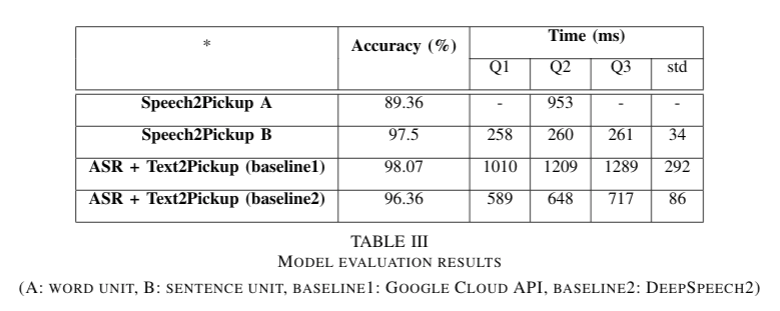 * Accuracy (%) Time (ms)
Q1 Q2 Q3 std
Speech2Pickup A 89.36 - 953 - -
Speech2Pickup B 97.5 258 260 261 34
ASR + Text2Pickup (baseline1) 98.07 1010 1209 1289 292
ASR + Text2Pickup (baseline2) 96.36 589 648 717 86
TABLE III
MODEL EVALUATION RESULTS
(A: WORD UNIT, B: SENTENCE UNIT, BASELINE1: GOOGLE CLOUD API, BASELINE2: DEEPSPEECH2)